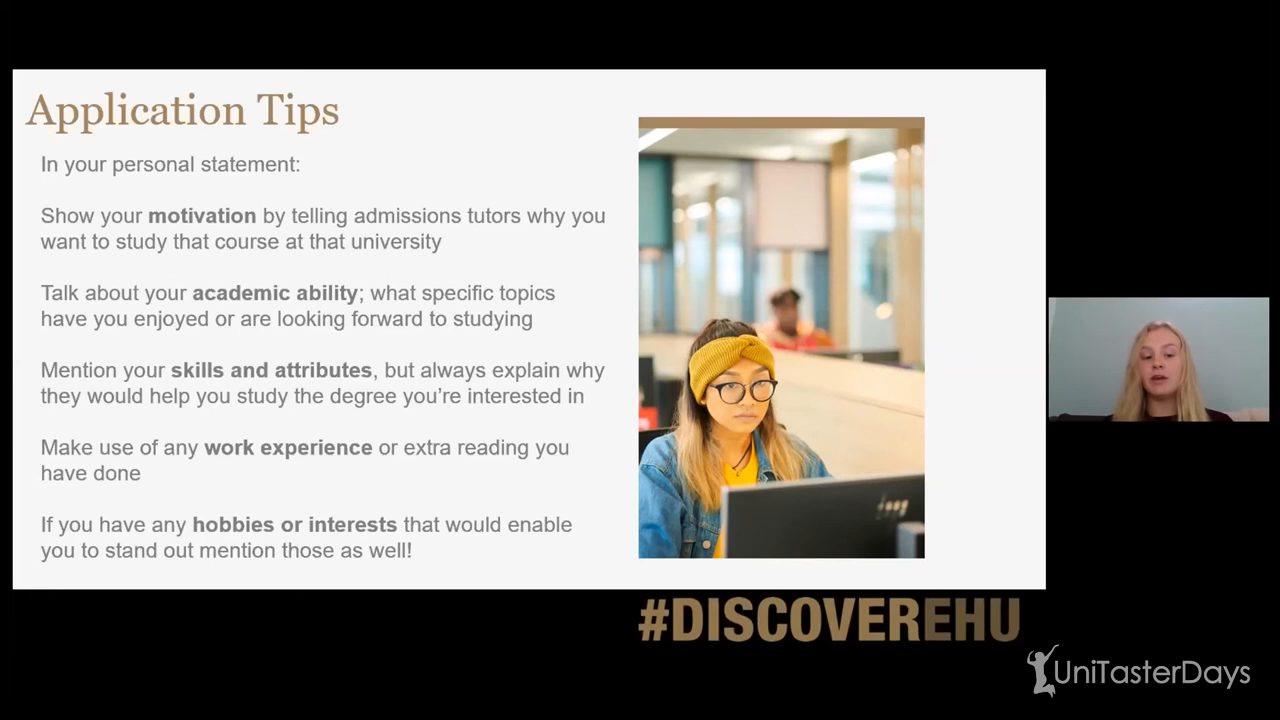 Application Tips
In your personal statement:
Show your motivation by telling admissions tutors why you
want to study that course at that university
Talk about your academic ability; what specific topics
have you enjoyed or are looking forward to studying
Mention your skills and attributes, but always explain why
they would help you study the degree you’re interested in
Make use of any work experience or extra reading you
have done
If you have any hobbies or interests that would enable
you to stand out mention those as well!
#DISCOVEREHU
UniTasterDays